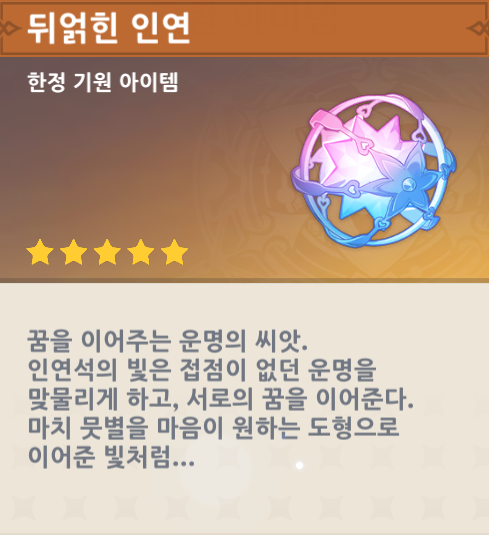 뒤얽힌 인연
한정 기원 아이템
꿈을 이어주는 운명의 씨앗.
인연석의 빛은 접점이 없던 운명을
맞물리게 하고, 서로의 꿈을 이어준다.
마치 뭇별을 마음이 원하는 도형으로
이어준 빛처럼...